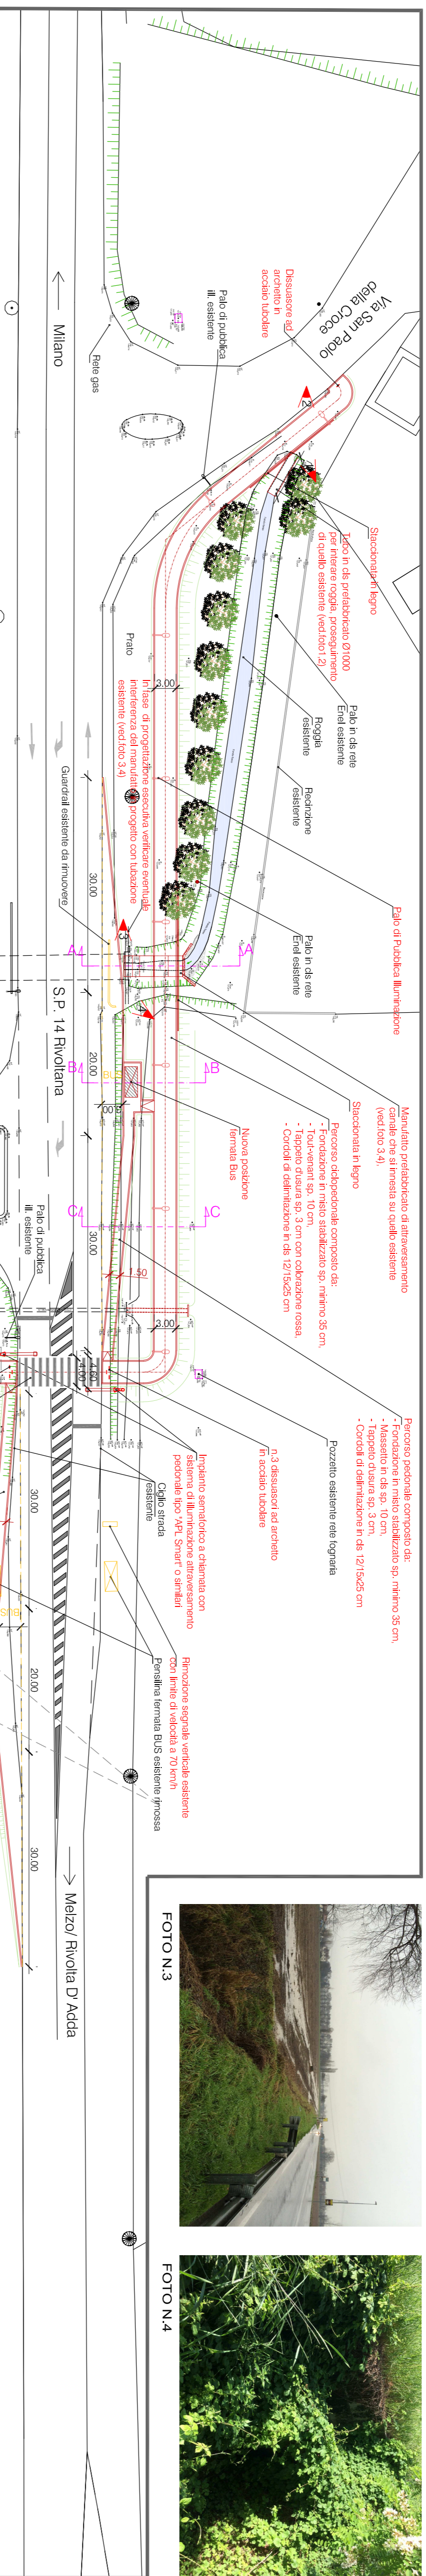 Via San Paolo
della Croce
Dissuasore ad
archetto in
acciaio tubolare
Palo di pubblica
ill. esistente
Rete gas
Milano
Staccionata in legno
Tubo in cls prefabbricato Ø1000
per interrare roggia, proseguimento
di quello esistente (ved.foto1,2)
Palo in cls rete
Enel esistente
Roggia
esistente
Recinzione
esistente
Palo di Pubblica Illuminazione
Palo in cls rete
Enel esistente
Prato
3.00
In fase di progettazione esecutiva verificare eventuale
interferenza del manufatto progetto con tubazione
esistente (ved.foto 3,4)
Guardrail esistente da rimuovere
30.00
2
3
A
A
B
B
C
C
S.P. 14 Rivoltana
20.00
Manufatto prefabbricato di attraversamento
canale che si innesta su quello esistente
(ved.foto 3,4).
Staccionata in legno
Percorso ciclopedonale composto da:
- Fondazione in misto stabilizzato sp. minimo 35 cm,
- Tout-venant sp. 10 cm,
- Tappeto d'usura sp. 3 cm con colorazione rossa,
- Cordoli di delimitazione in cls 12/15x25 cm
Nuova posizione
fermata Bus
Percorso pedonale composto da:
- Fondazione in misto stabilizzato sp. minimo 35 cm,
- Massetto in cls sp. 10 cm,
- Tappeto d'usura sp. 3 cm,
- Cordoli di delimitazione in cls 12/15x25 cm
Pozzetto esistente rete fognaria
n.3 dissuasori ad archetto
in acciaio tubolare
30.00
1.50
3.00
4.60
4.00
Palo di pubblica
ill. esistente
Impianto semaforico a chiamata con
sistema di illuminazione attraversamento
pedonale tipo "APL Smart" o similari
Ciglio strada
esistente
Rimozione segnale verticale esistente
con limite di velocità a 70 km/h
Pensilina fermata BUS esistente rimossa
30.00
BUS
20.00
30.00
Melzo/ Rivolta D' Adda
FOTO N.3
FOTO N.4